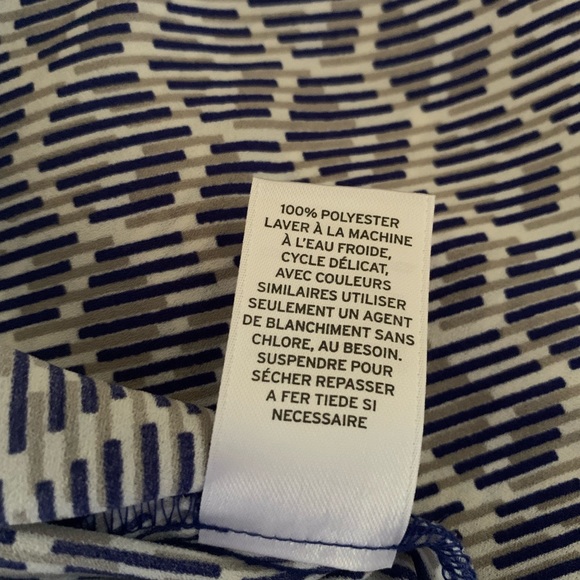 100% POLYESTER
LAVER À LA MACHINE
À L'EAU FROIDE,
CYCLE DÉLICAT,
AVEC COULEURS
SIMILAIRES UTILISER
SEULEMENT UN AGENT
DE BLANCHIMENT SANS
CHLORE, AU BESOIN.
SUSPENDRE POUR
SÉCHER REPASSER
A FER TIEDE SI
NECESSAIRE